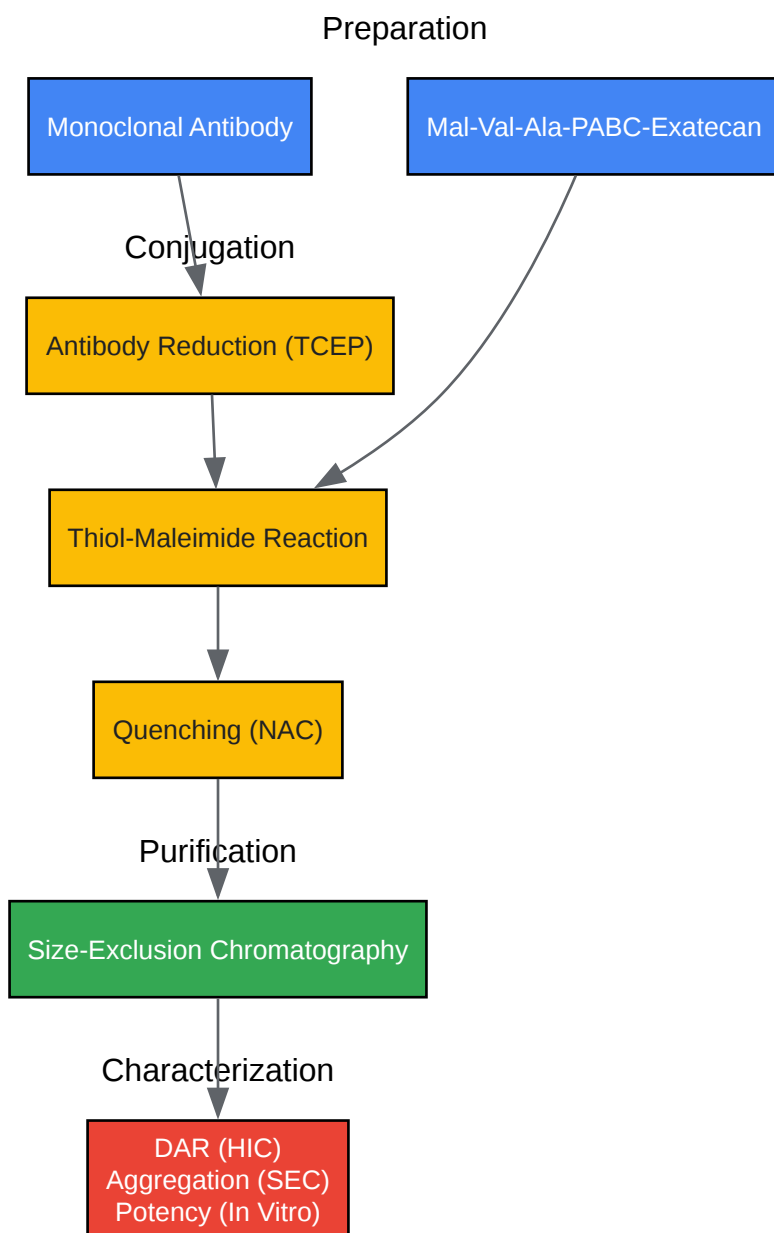 Preparation
Monoclonal Antibody
Mal-Val-Ala-PABC-Exatecan
Conjugation
Antibody Reduction (TCEP)
Thiol-Maleimide Reaction
Quenching (NAC)
Purification
Size-Exclusion Chromatography
Characterization
DAR (HIC)
Aggregation (SEC)
Potency (In Vitro)